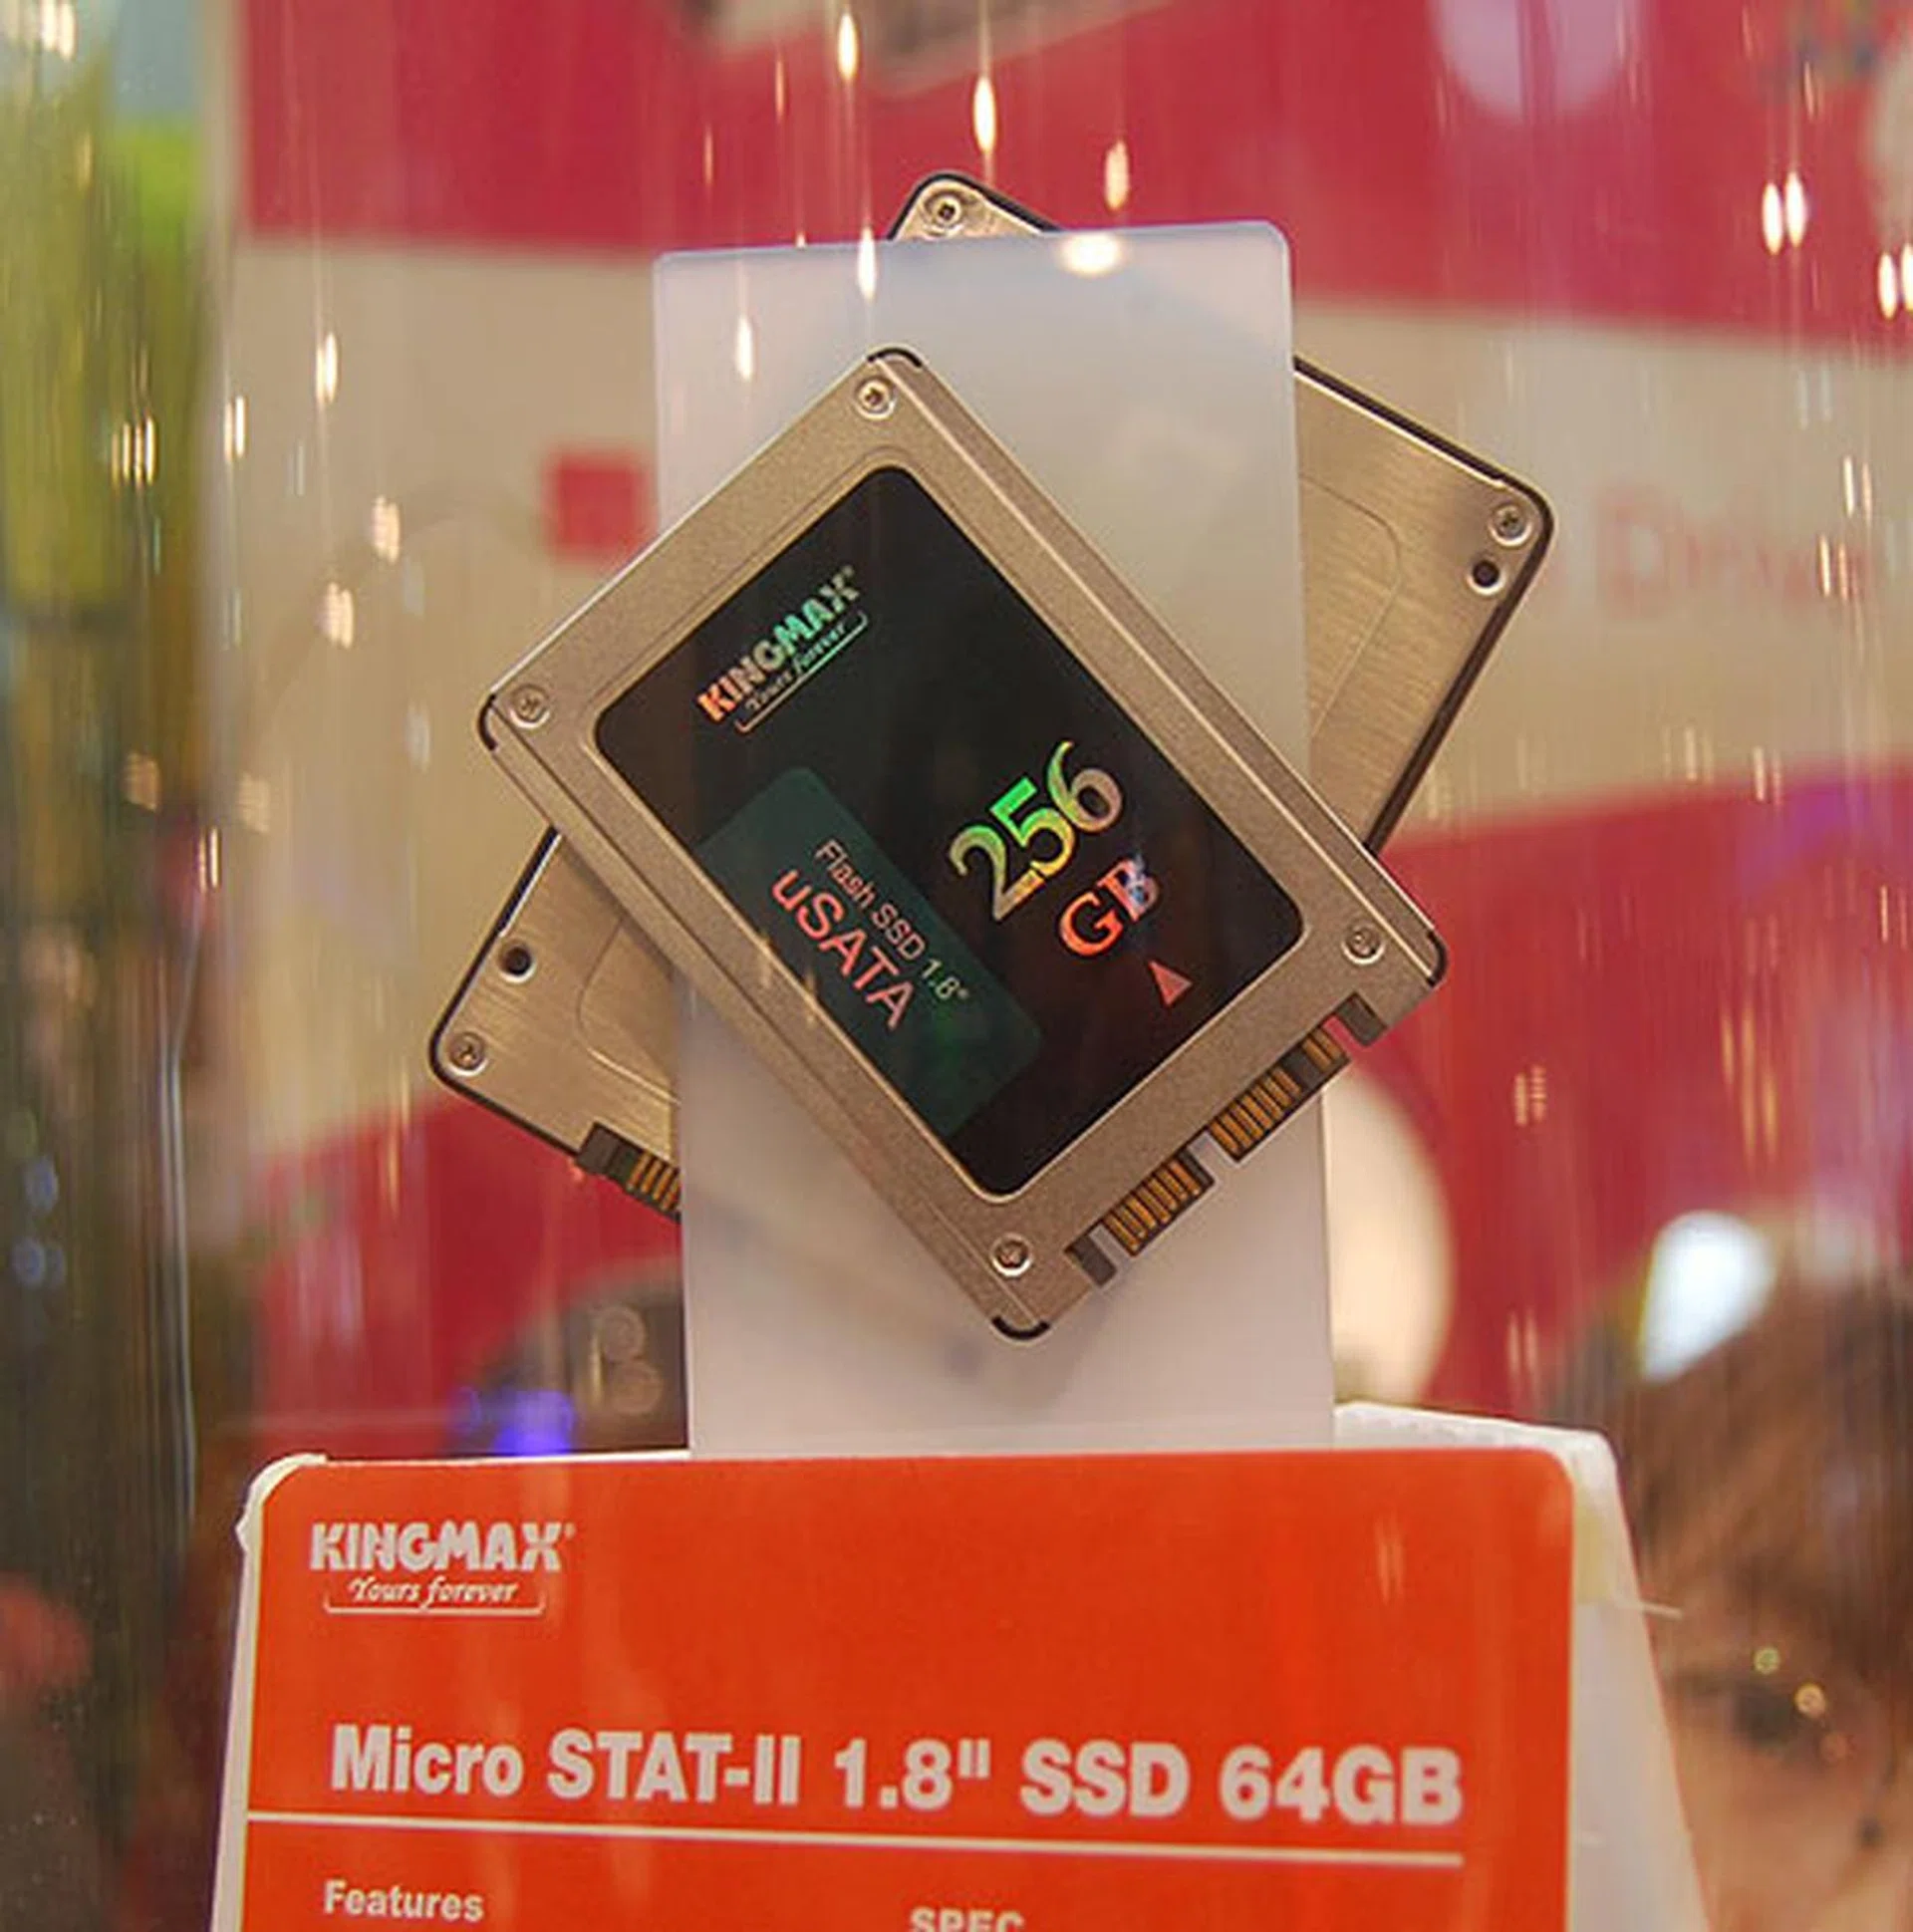 KINGMAX®
Yours forever
256
GB
Flash SSD 1.8"
uSATA
KINGMAX®
Yours forever
Micro STAT-II 1.8" SSD 64GB
Features
SPEC